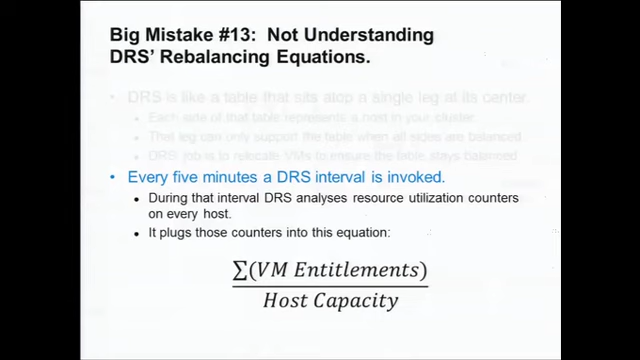 Big Mistake #13: Not Understanding
DRS' Rebalancing Equations.
• DRS is like a table that sits atop a single leg at its center.
• Each side of that table represents a host in your cluster.
• That leg can only support the table when all sides are balanced.
• DRS' job is to relocate VMs to ensure the table stays balanced.
• Every five minutes a DRS interval is invoked.
• During that interval DRS analyses resource utilization counters
on every host.
• It plugs those counters into this equation:
∑(VM Entitlements)
Host Capacity